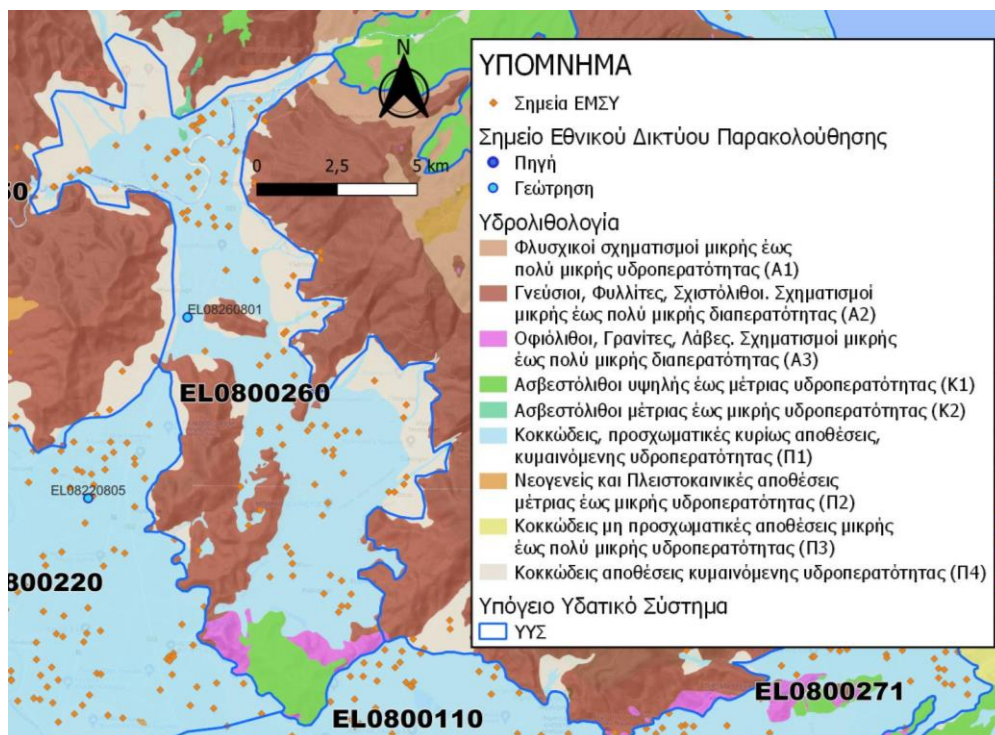 N
0 2,5 5 km
50
EL08260801
EL0800260
EL08220805
0800220
EL0800110
EL0800271
ΥΠΟΜΝΗΜΑ
Σημεία ΕΜΣΥ
Σημείο Εθνικού Δικτύου Παρακολούθησης
Πηγή
Γεώτρηση
Υδρολιθολογία
Φλυσχικοί σχηματισμοί μικρής έως
πολύ μικρής υδροπερατότητας (Α1)
Γνεύσιοι, Φυλλίτες, Σχιστόλιθοι. Σχηματισμοί
μικρής έως πολύ μικρής διαπερατότητας (Α2)
Οφιόλιθοι, Γρανίτες, Λάβες. Σχηματισμοί μικρής
έως πολύ μικρής διαπερατότητας (Α3)
Ασβεστόλιθοι υψηλής έως μέτριας υδροπερατότητας (Κ1)
Ασβεστόλιθοι μέτριας έως μικρής υδροπερατότητας (Κ2)
Κοκκώδεις, προσχωματικές κυρίως αποθέσεις,
κυμαινόμενης υδροπερατότητας (Π1)
Νεογενείς και Πλειστοκαινικές αποθέσεις
μέτριας έως μικρής υδροπερατότητας (Π2)
Κοκκώδεις μη προσχωματικές αποθέσεις μικρής
έως πολύ μικρής υδροπερατότητας (Π3)
Κοκκώδεις αποθέσεις κυμαινόμενης υδροπερατότητας (Π4)
Υπόγειο Υδατικό Σύστημα
ΥΥΣ